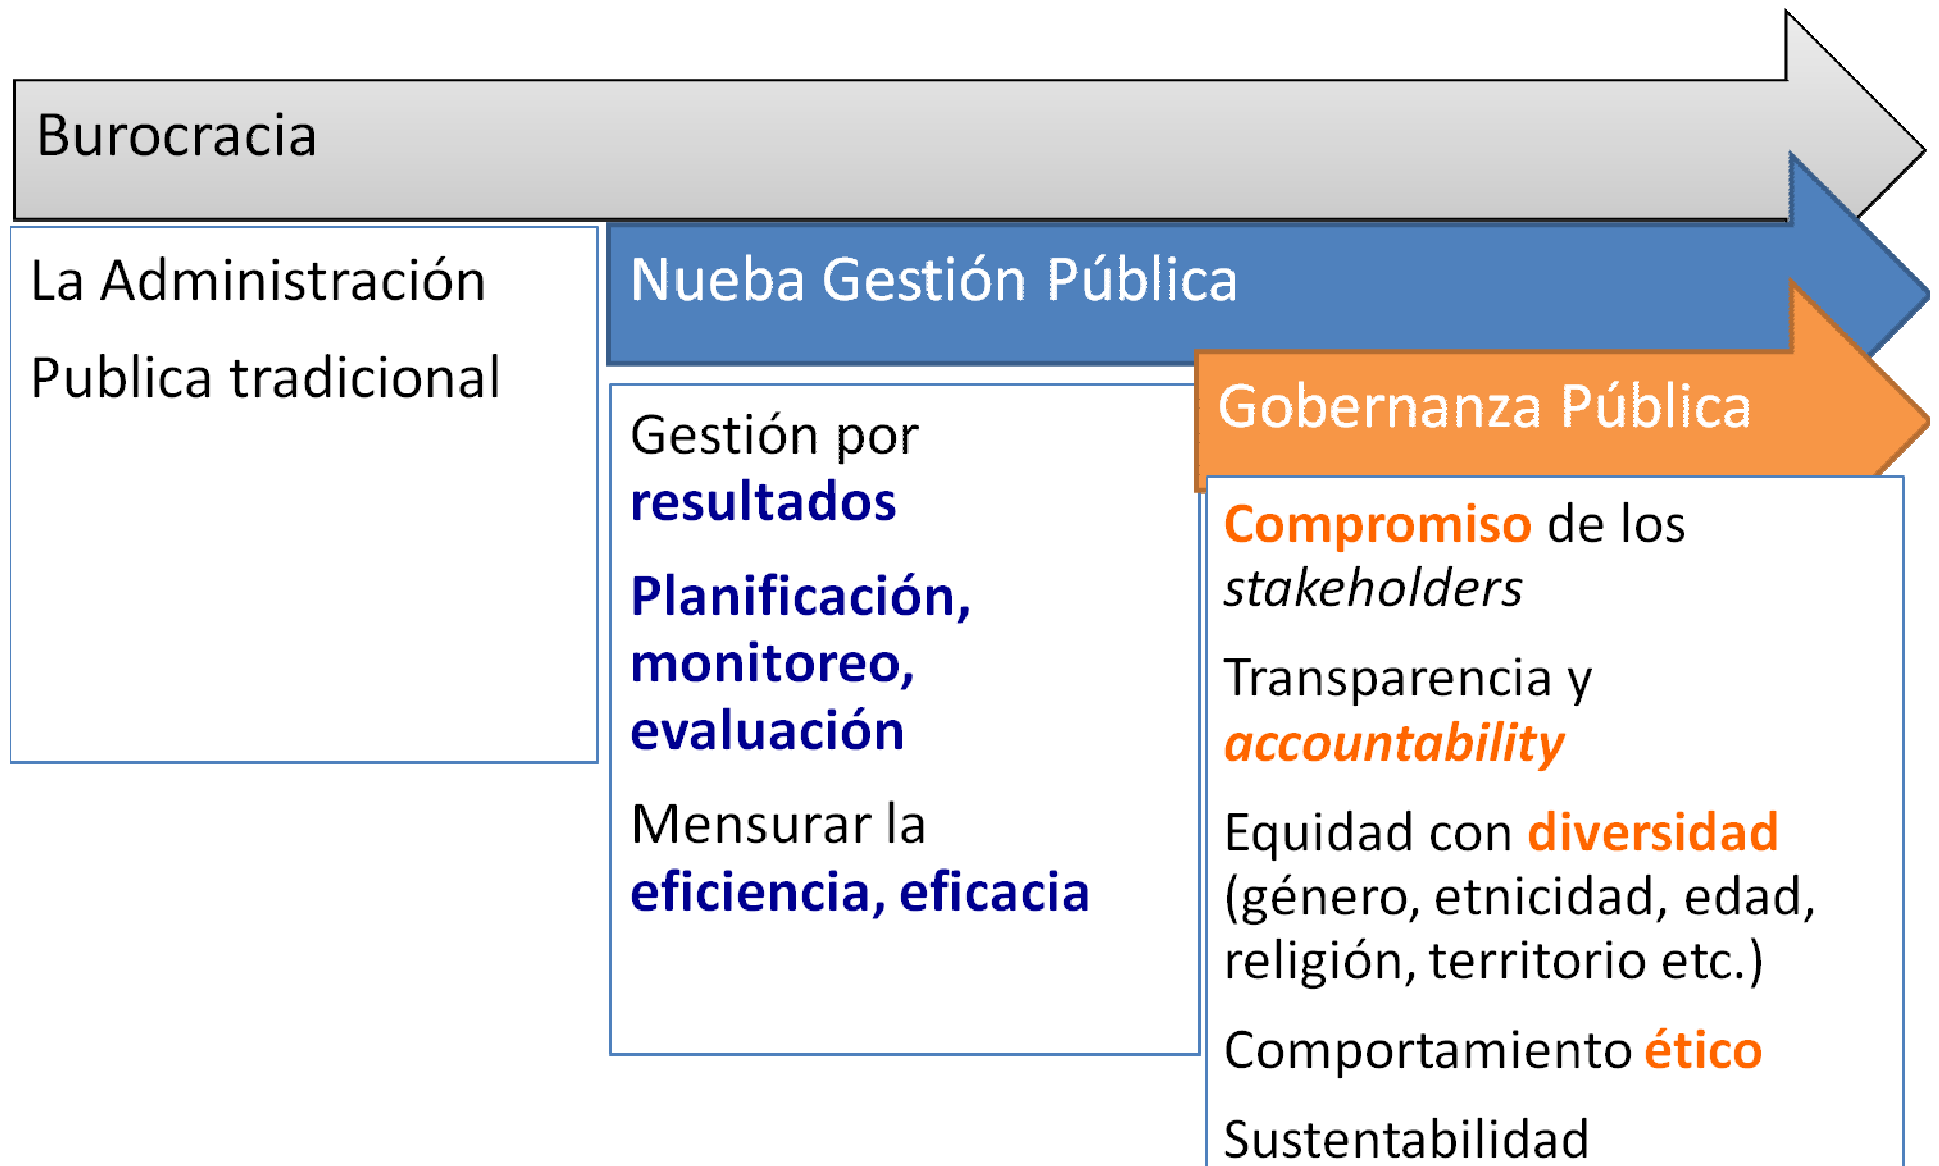 Burocracia
La Administración
Publica tradicional
Nueba Gestión Pública
Gestión por
resultados
Planificación,
monitoreo,
evaluación
Mensurar la
eficiencia, eficacia
Gobernanza Pública
Compromiso de los
stakeholders
Transparencia y
accountability
Equidad con diversidad
(género, etnicidad, edad,
religión, territorio etc.)
Comportamiento ético
Sustentabilidad